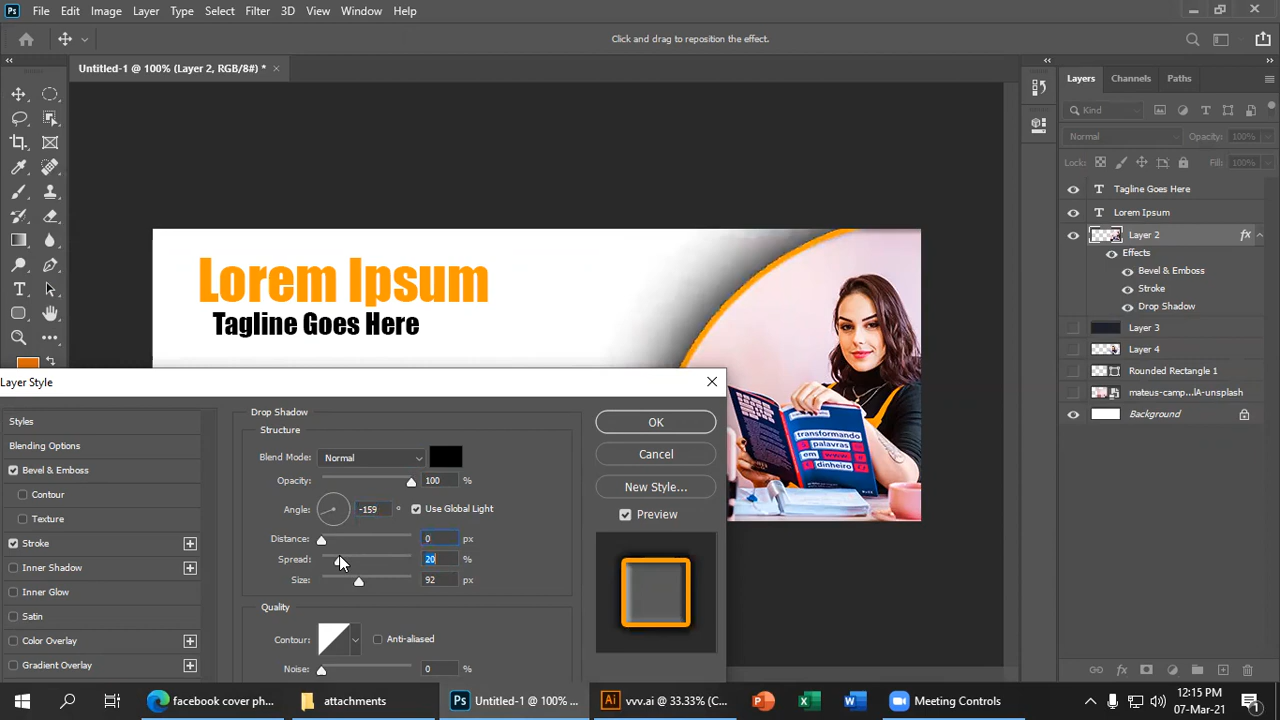 Ps File Edit Image Layer Type Select Filter 3D View Window Help
Click and drag to reposition the effect.
Untitled-1 @ 100% (Layer 2, RGB/8#) *
Layers Channels Paths
Kind
Normal Opacity: 100%
Lock: Fill: 100%
Tagline Goes Here
Lorem Ipsum
Layer 2 fx
Effects
Bevel & Emboss
Stroke
Drop Shadow
Layer 3
Layer 4
Rounded Rectangle 1
mateus-camp...lA-unsplash
Background
Lorem Ipsum
Tagline Goes Here
transformando
palavras
em
dinheiro
Layer Style
Styles
Blending Options
Bevel & Emboss
Contour
Texture
Stroke
Inner Shadow
Inner Glow
Satin
Color Overlay
Gradient Overlay
Drop Shadow
Structure
Blend Mode: Normal
Opacity: 100 %
Angle: -159 ° Use Global Light
Distance: 0 px
Spread: 20 %
Size: 92 px
Quality
Contour: Anti-aliased
Noise: 0 %
OK
Cancel
New Style...
Preview
facebook cover ph...
attachments
Ps Untitled-1 @ 100% ...
Ai vvv.ai @ 33.33% (C...
Meeting Controls
12:15 PM
07-Mar-21
1